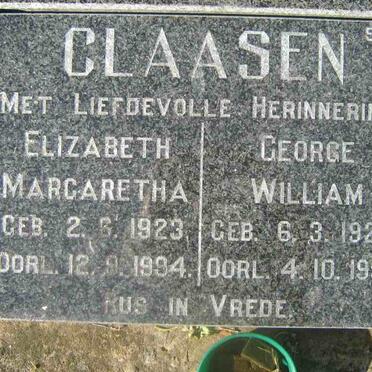 CLAASEN
MET LIEFDEVOLLE HERINNERI
ELIZABETH GEORGE
MARGARETHA WILLIAM
GEB. 2. 6. 1923 GEB. 6. 3. 192
OORL. 12. 9. 1994. OORL. 4. 10. 19
RUS IN VREDE.